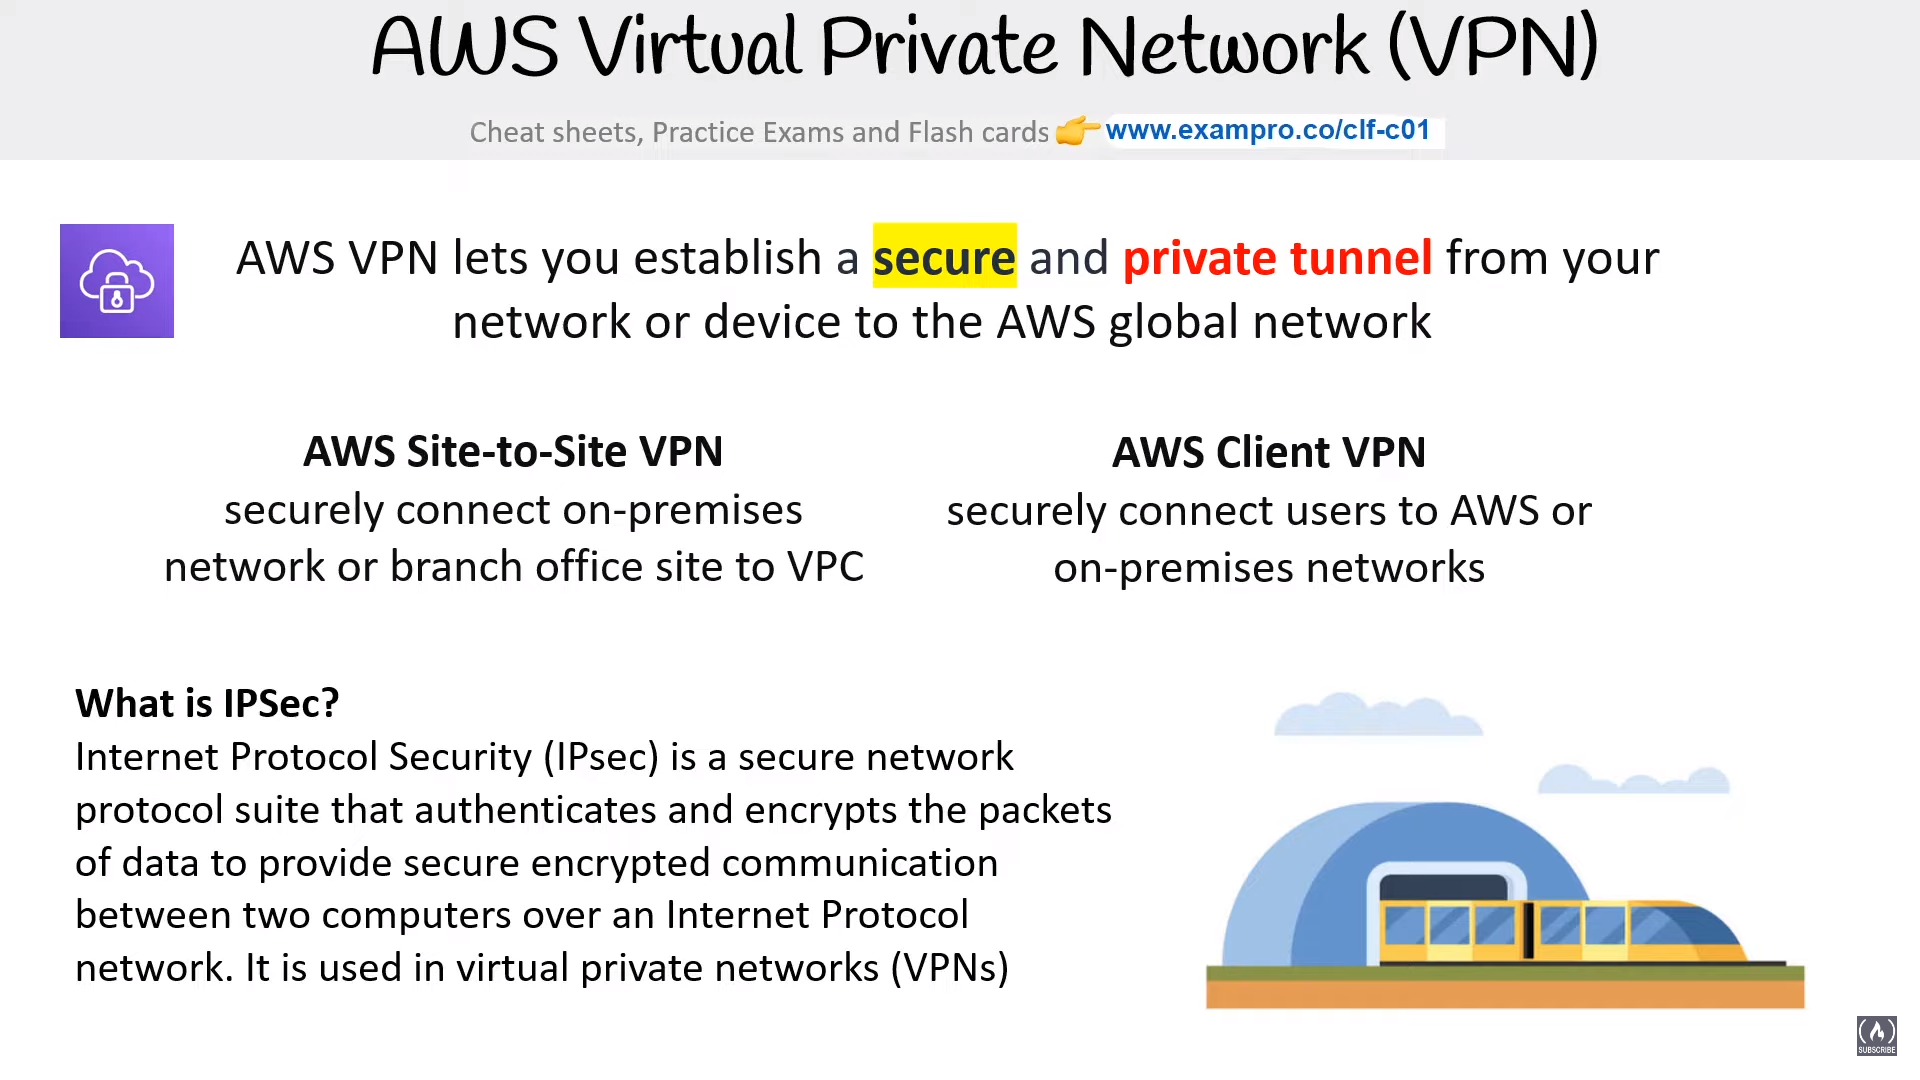 AWS Virtual Private Network (VPN)
Cheat sheets, Practice Exams and Flash cards 👉 www.exampro.co/clf-c01
AWS VPN lets you establish a secure and private tunnel from your
network or device to the AWS global network
AWS Site-to-Site VPN
securely connect on-premises
network or branch office site to VPC
AWS Client VPN
securely connect users to AWS or
on-premises networks
What is IPSec?
Internet Protocol Security (IPsec) is a secure network
protocol suite that authenticates and encrypts the packets
of data to provide secure encrypted communication
between two computers over an Internet Protocol
network. It is used in virtual private networks (VPNs)
SUBSCRIBE